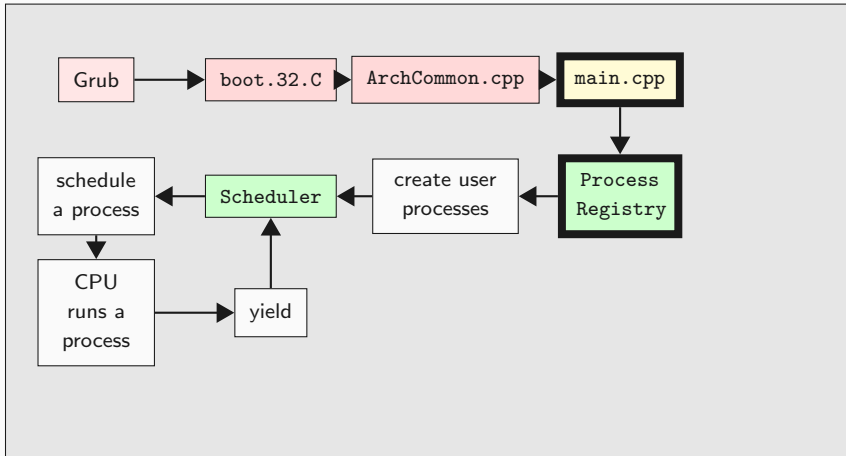 Grub
boot.32.C
ArchCommon.cpp
main.cpp
schedule
a process
Scheduler
create user
processes
Process
Registry
CPU
runs a
process
yield